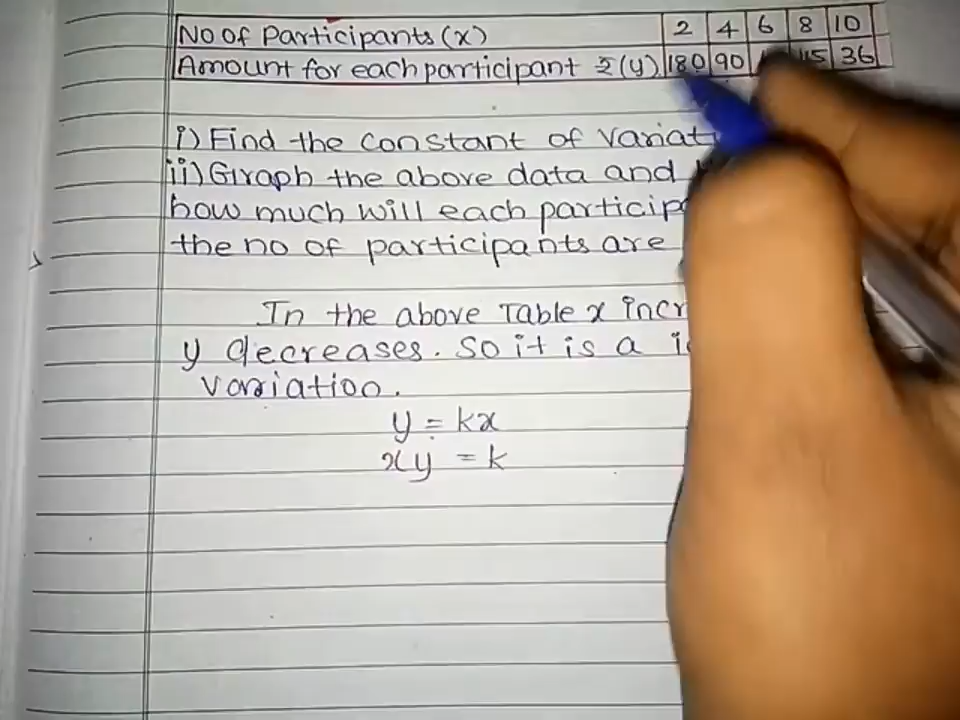 No Of Participants (x) 2 4 6 8 10
Amount for each participant ₹ (y) 180 90 45 36
i) Find the constant of
ii) Graph the above data and
how much will each
the no of participants are
In the above Table x
y decreases. So it is a
variation.
y = kx
xy = k